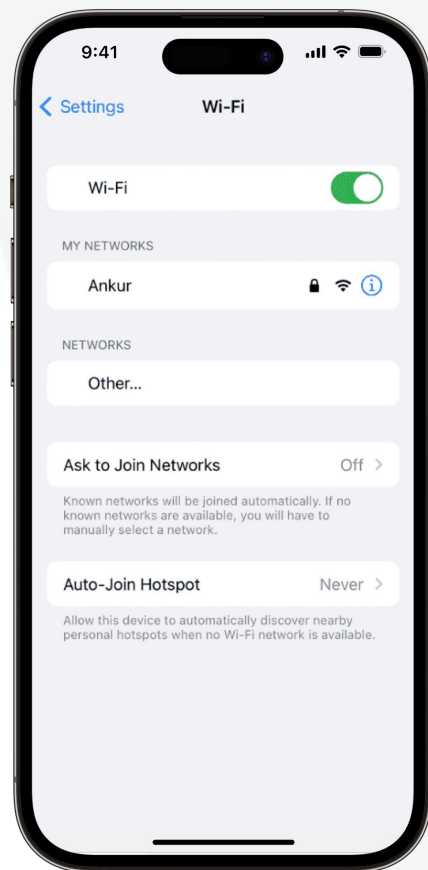 9:41
Settings
Wi-Fi
Wi-Fi
MY NETWORKS
Ankur
NETWORKS
Other...
Ask to Join Networks Off
Known networks will be joined automatically. If no
known networks are available, you will have to
manually select a network.
Auto-Join Hotspot Never
Allow this device to automatically discover nearby
personal hotspots when no Wi-Fi network is available.